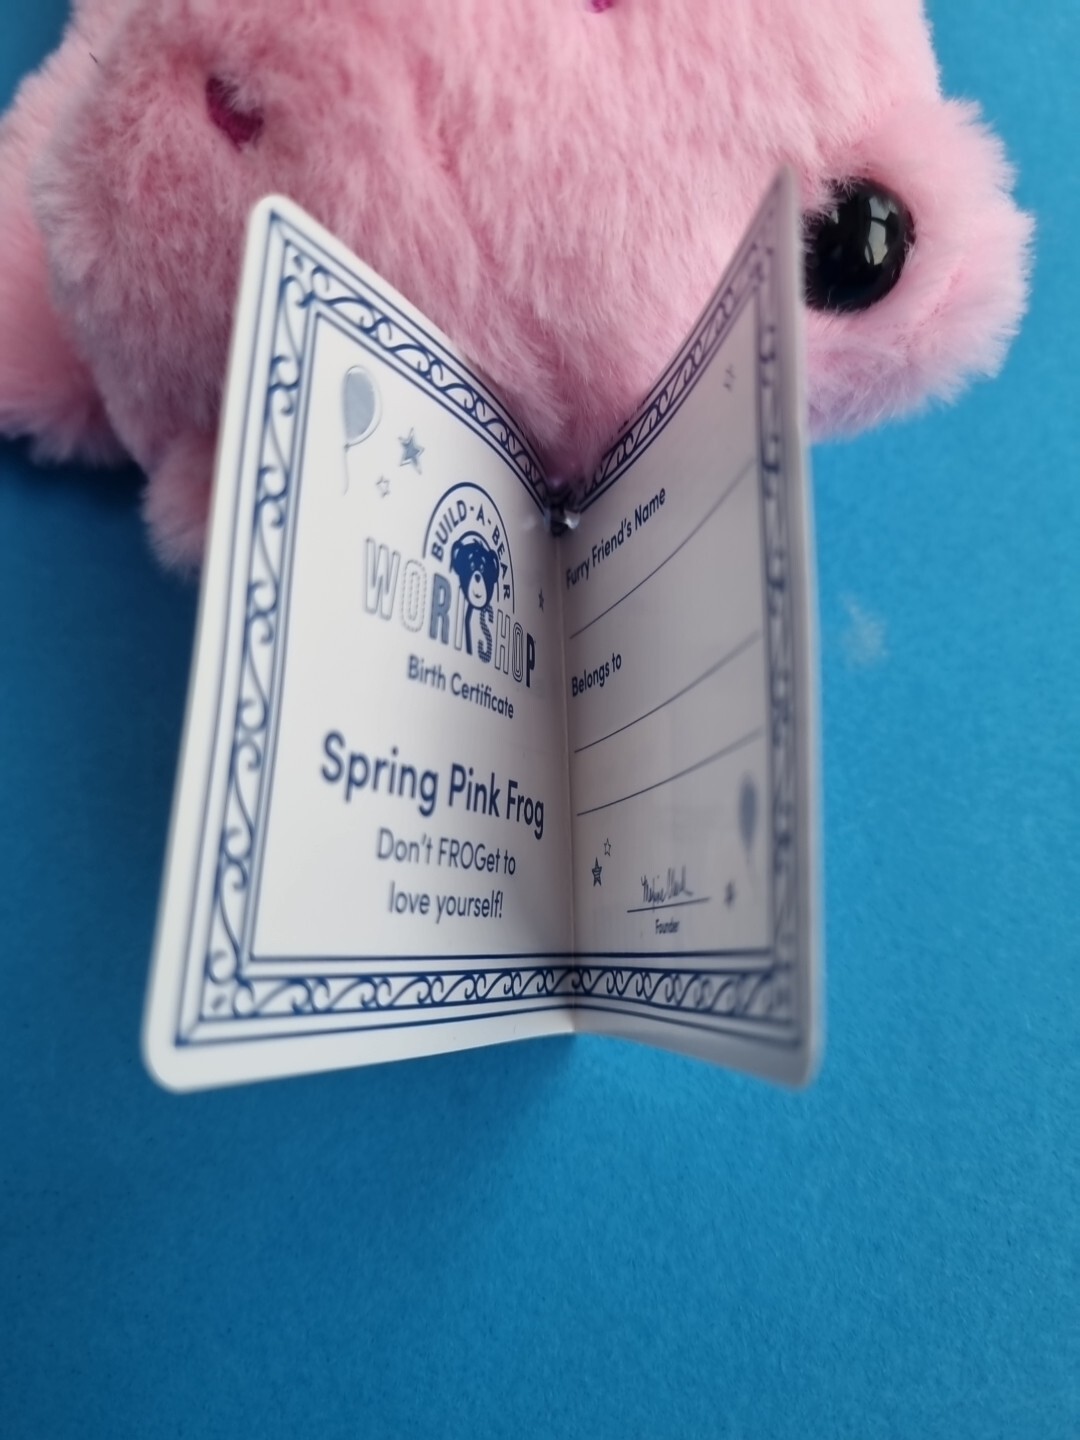 BUILD-A-BEAR
WORKSHOP
Birth Certificate
Spring Pink Frog
Don't FROGet to
love yourself!
Furry Friend's Name
Belongs to
Founder